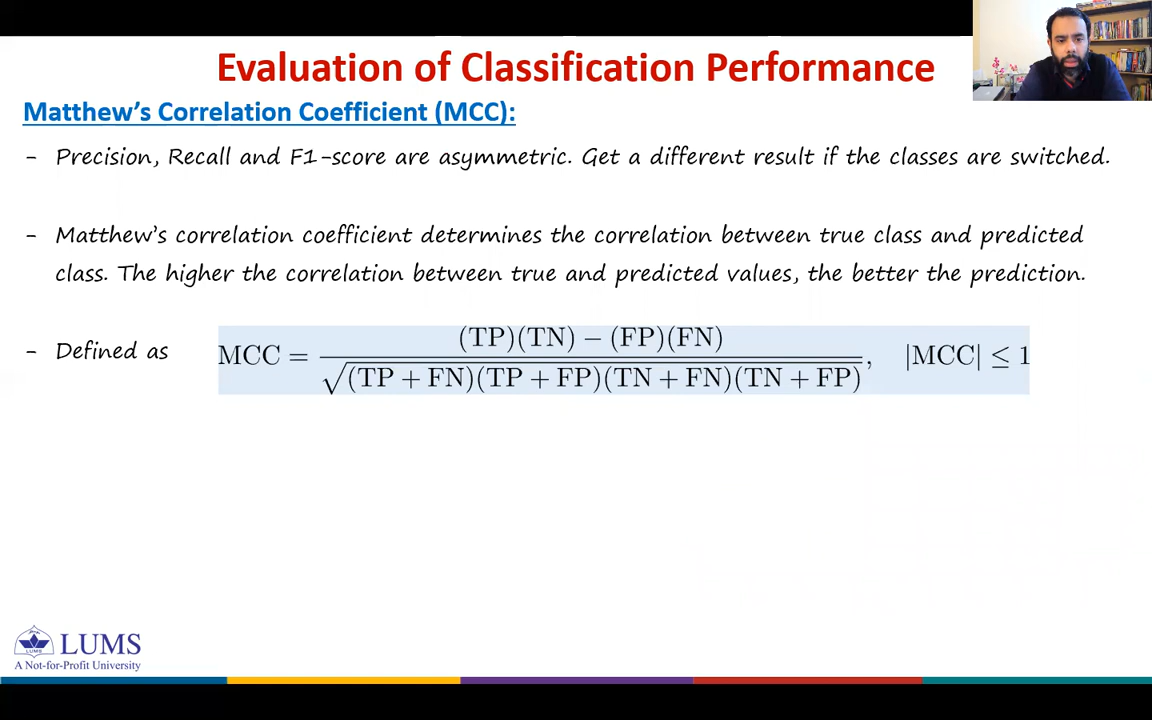 Evaluation of Classification Performance
Matthew's Correlation Coefficient (MCC):
- Precision, Recall and F1-score are asymmetric. Get a different result if the classes are switched.
- Matthew's correlation coefficient determines the correlation between true class and predicted
class. The higher the correlation between true and predicted values, the better the prediction.
- Defined as MCC = \frac{(TP)(TN) − (FP)(FN)}{\sqrt{(TP + FN)(TP + FP)(TN + FN)(TN + FP)}}, |MCC| ≤ 1
LUMS
A Not-for-Profit University